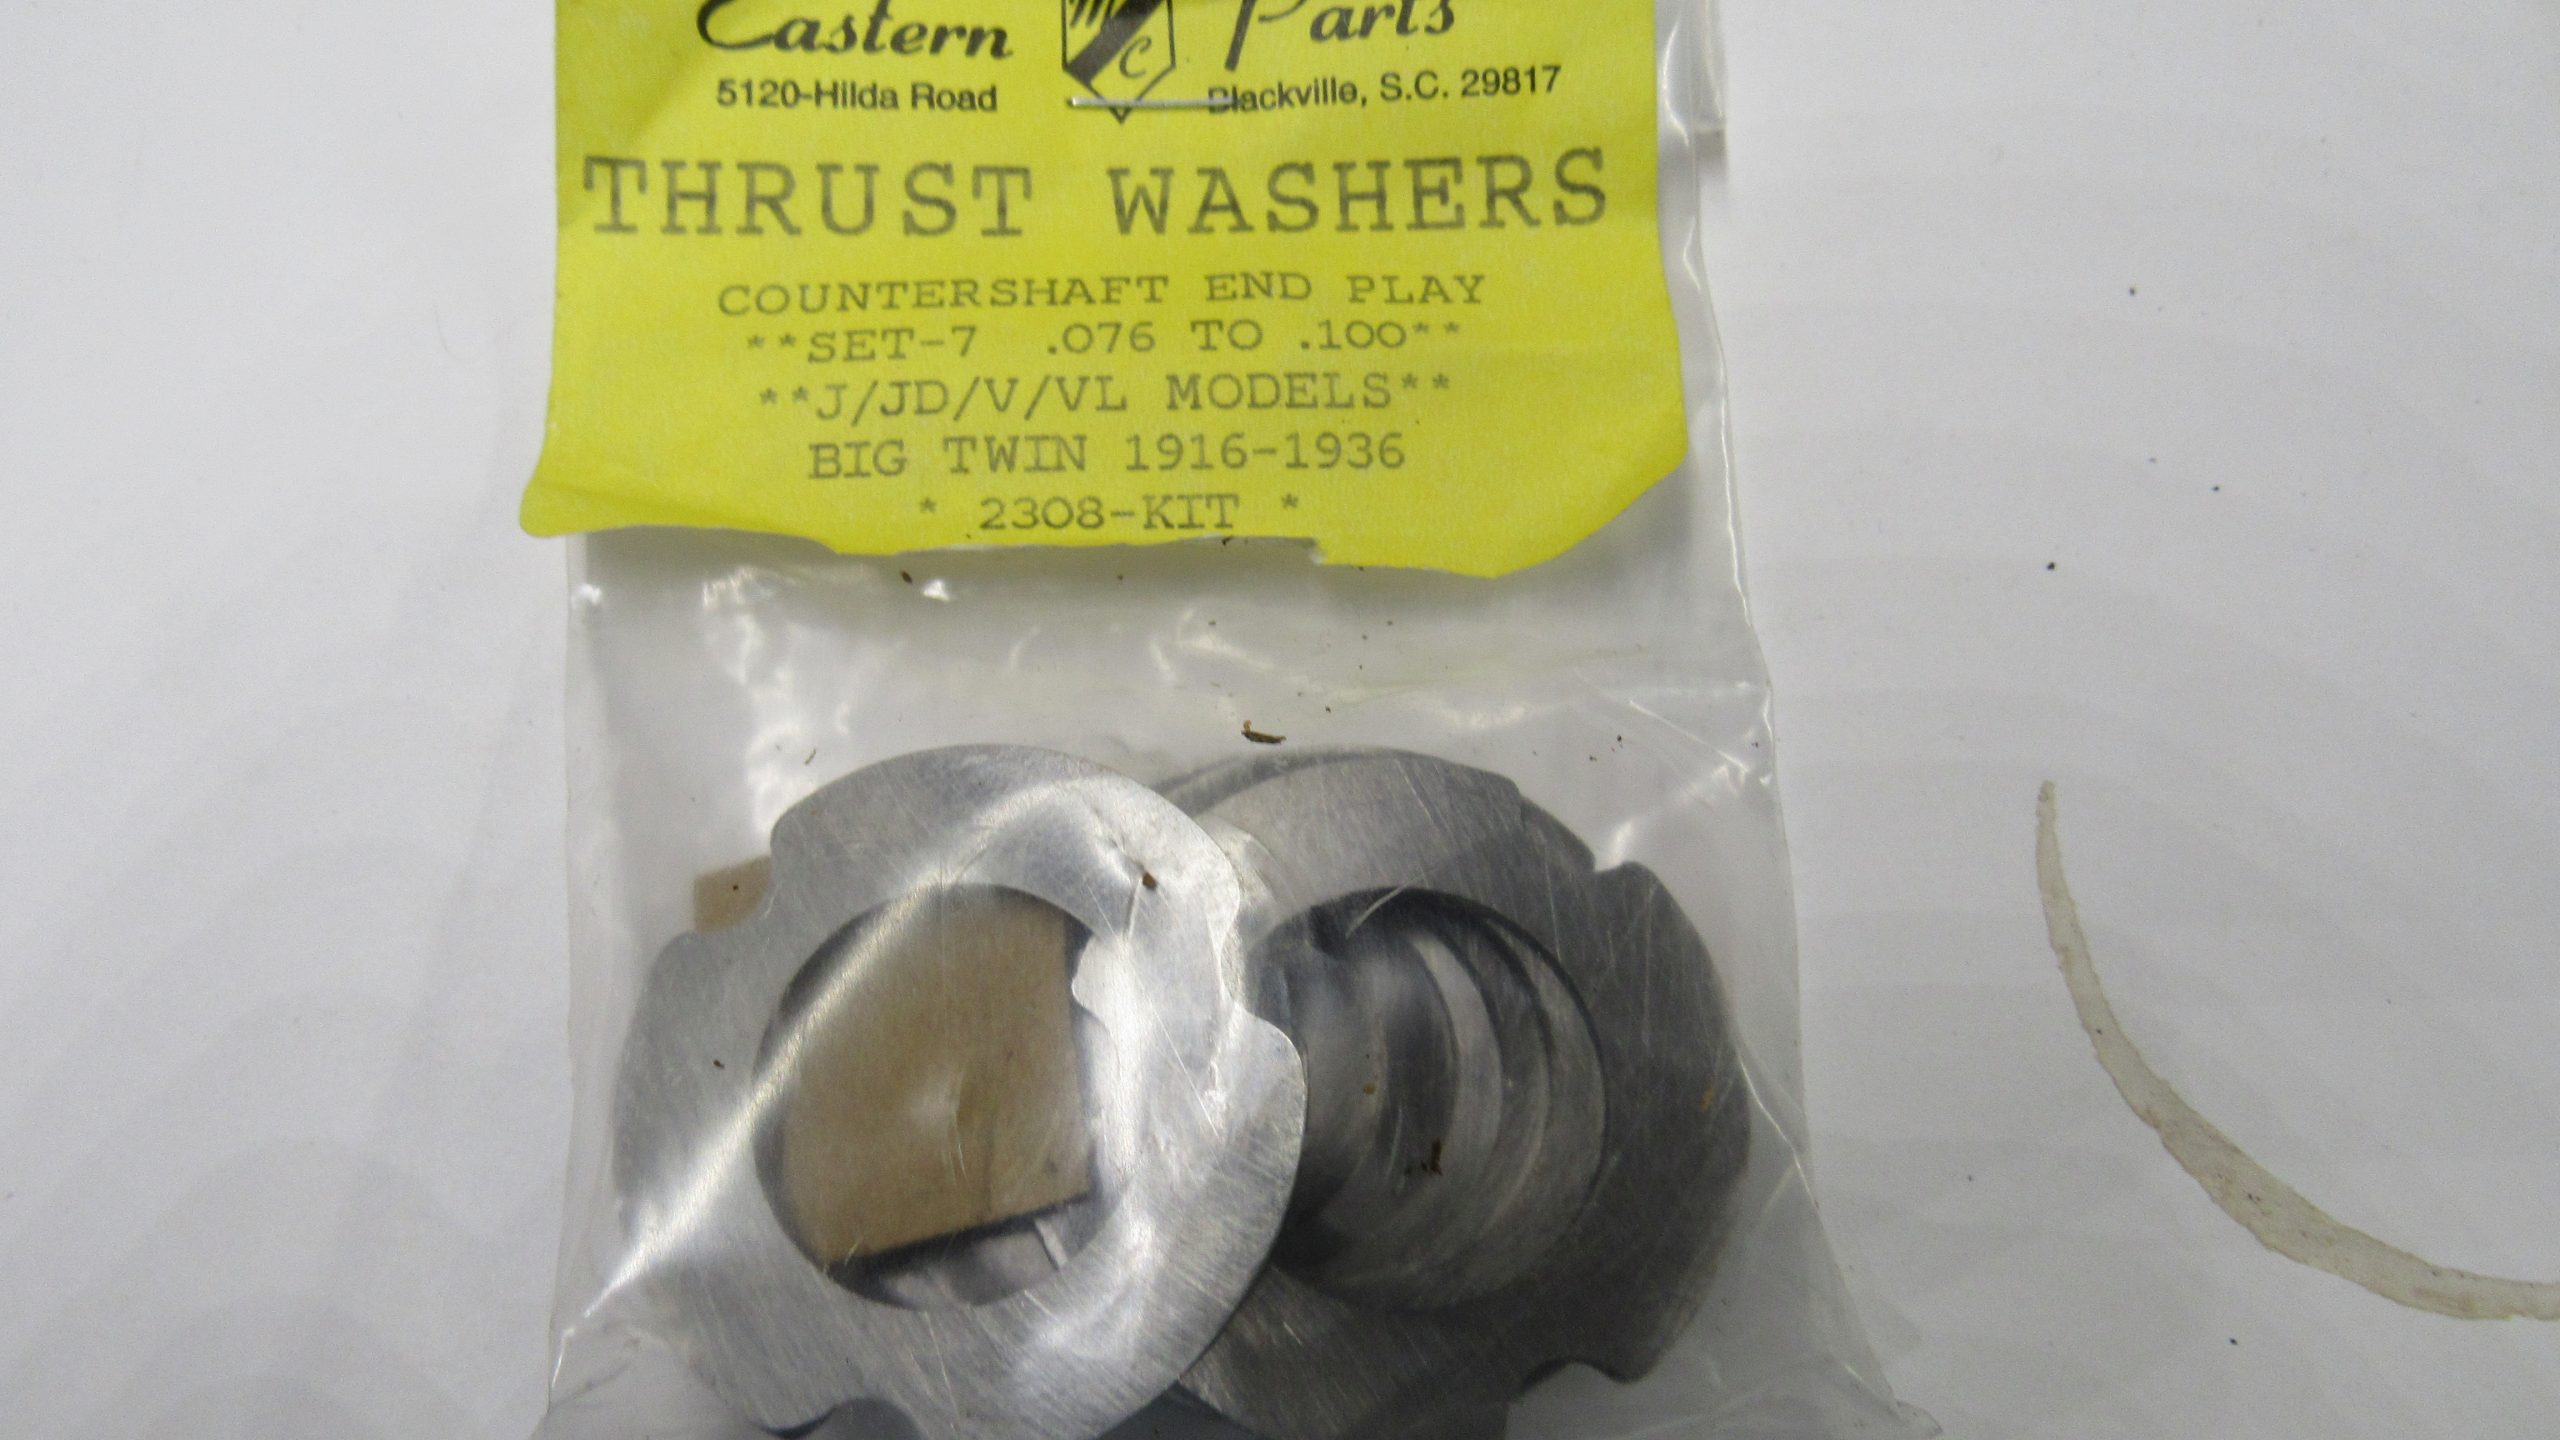 Eastern M C Parts
5120-Hilda Road Blackville, S.C. 29817
THRUST WASHERS
COUNTERSHAFT END PLAY
**SET-7 .076 TO .100**
**J/JD/V/VL MODELS**
BIG TWIN 1916-1936
* 2308-KIT *